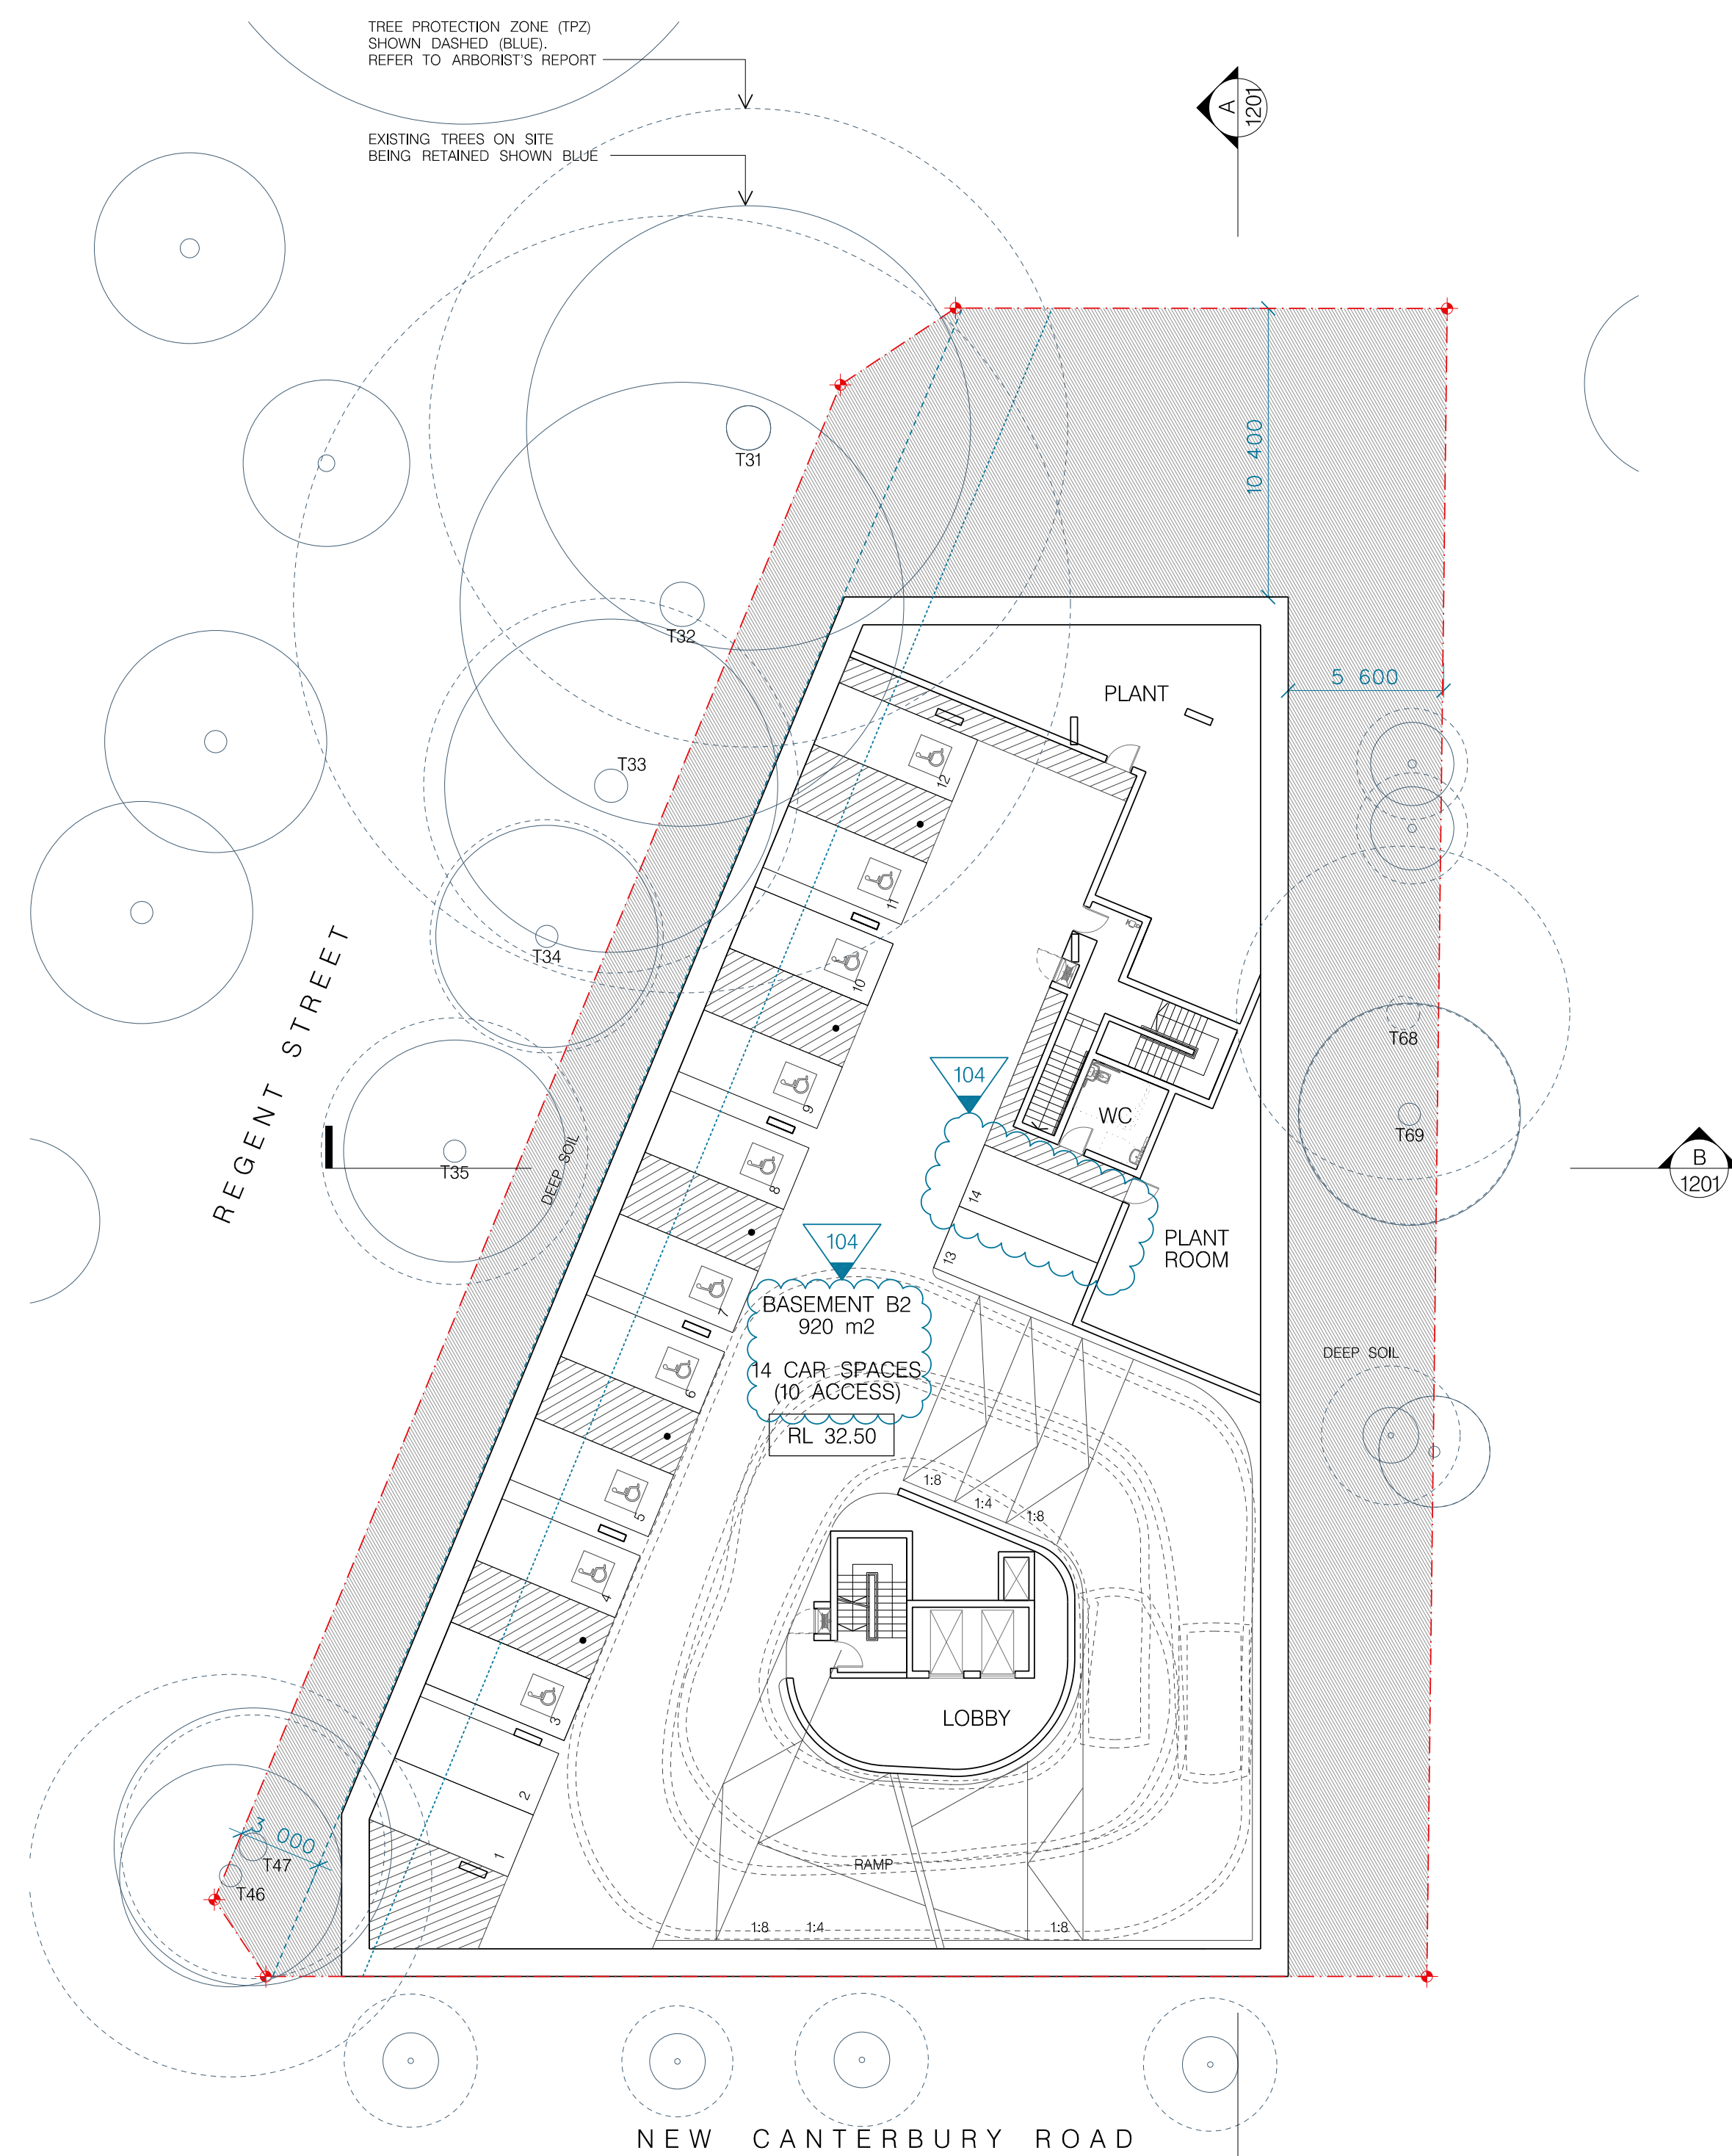 TREE PROTECTION ZONE (TPZ)
SHOWN DASHED (BLUE).
REFER TO ARBORIST'S REPORT
EXISTING TREES ON SITE
BEING RETAINED SHOWN BLUE
A
1201
10 400
T31
T32
5 600
PLANT
T33
12
11
T34
10
REGENT STREET
T68
9
104
WC
T69
T35
DEEP SOIL
B
1201
8
14
PLANT
ROOM
104
13
7
BASEMENT B2
920 m2
14 CAR SPACES
(10 ACCESS)
RL 32.50
DEEP SOIL
6
1:8
1:4
1:8
5
4
LOBBY
3
2
3 000
T47
T46
1
RAMP
1:8
1:4
1:8
NEW CANTERBURY ROAD